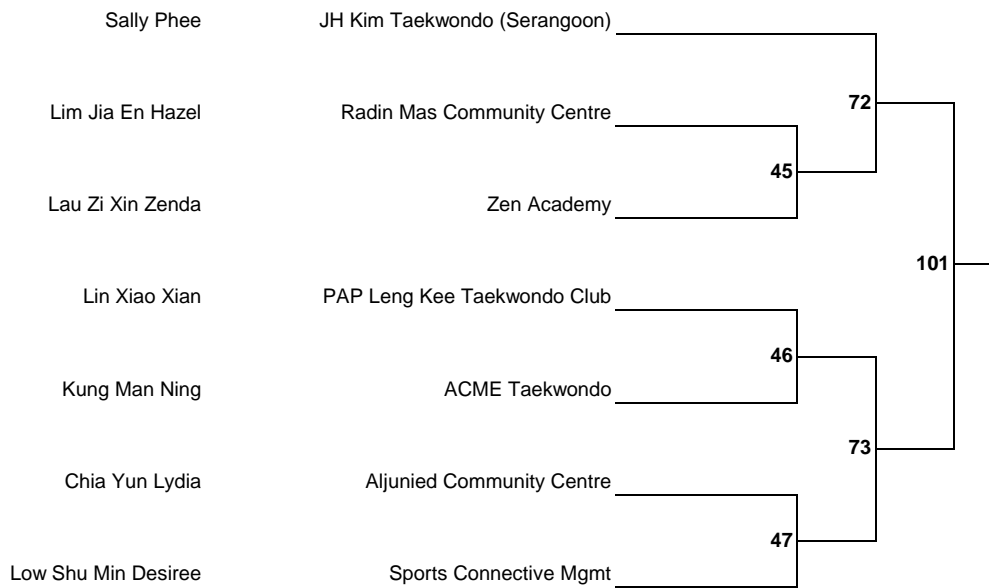 Sally Phee JH Kim Taekwondo (Serangoon)
72
Lim Jia En Hazel Radin Mas Community Centre
45
Lau Zi Xin Zenda Zen Academy
101
Lin Xiao Xian PAP Leng Kee Taekwondo Club
46
Kung Man Ning ACME Taekwondo
73
Chia Yun Lydia Aljunied Community Centre
47
Low Shu Min Desiree Sports Connective Mgmt